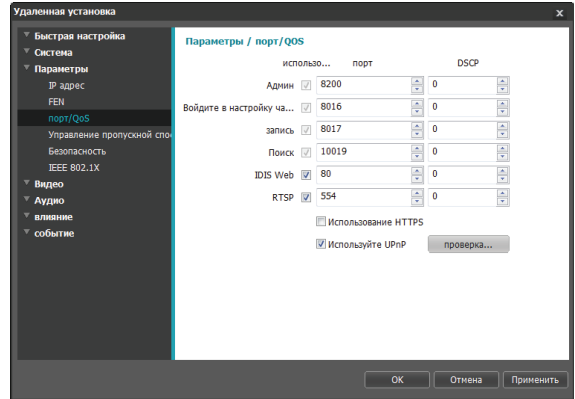 Удаленная установка
x
Быстрая настройка
Система
Параметры
IP адрес
FEN
порт/QoS
Управление пропускной спо
Безопасность
IEEE 802.1X
Видео
Аудио
влияние
событие
Параметры / порт/QOS
использо... порт DSCP
Админ 8200 0
Войдите в настройку ча... 8016 0
запись 8017 0
Поиск 10019 0
IDIS Web 80 0
RTSP 554 0
Использование HTTPS
Используйте UPnP проверка...
OK Отмена Применить